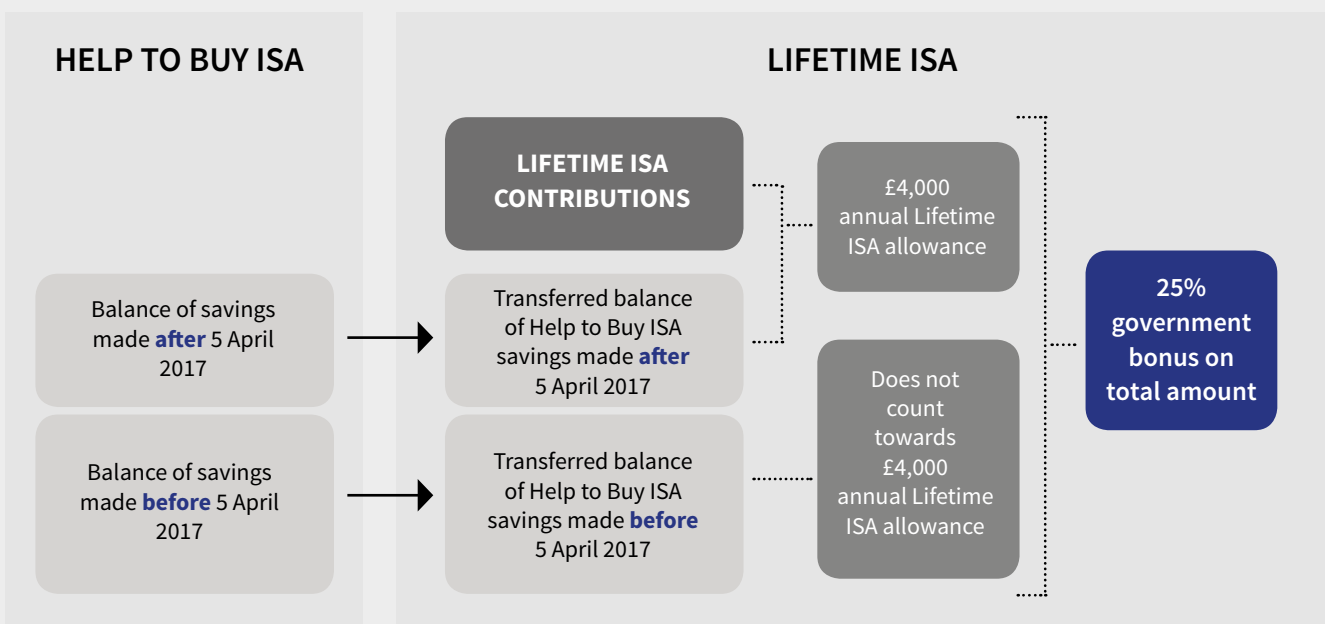 HELP TO BUY ISA
Balance of savings
made after 5 April
2017
Balance of savings
made before 5 April
2017
LIFETIME ISA
LIFETIME ISA
CONTRIBUTIONS
Transferred balance
of Help to Buy ISA
savings made after
5 April 2017
Transferred balance
of Help to Buy ISA
savings made before
5 April 2017
£4,000
annual Lifetime
ISA allowance
Does not
count
towards
£4,000
annual Lifetime
ISA allowance
25%
government
bonus on
total amount